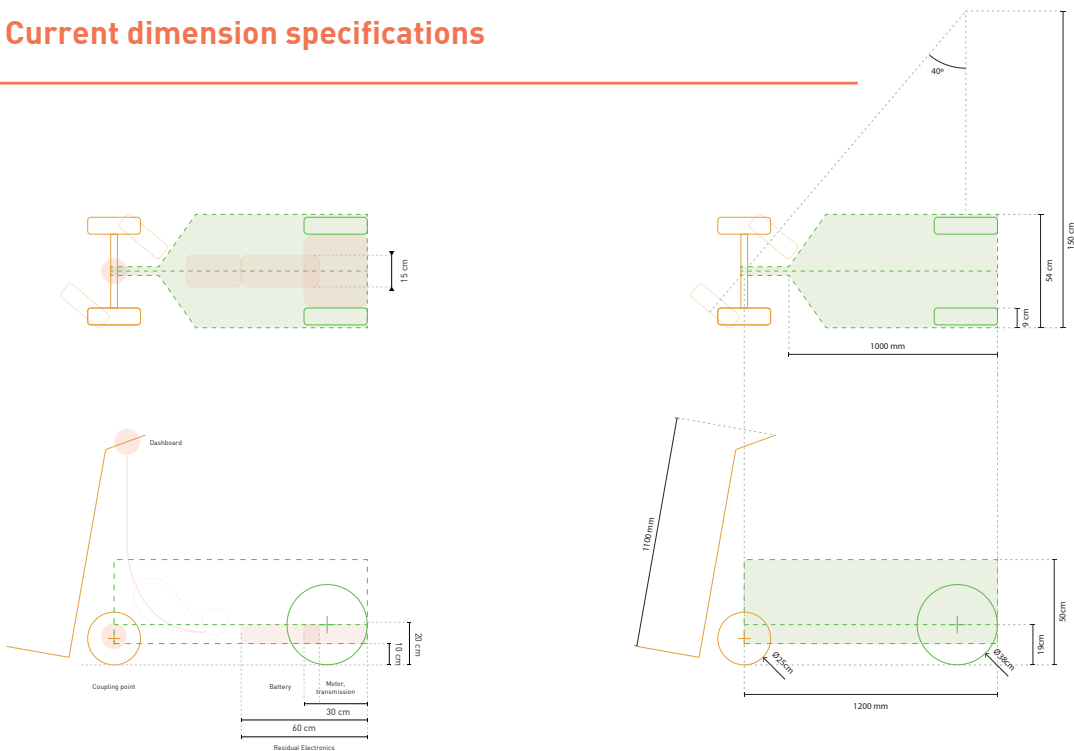 Current dimension specifications
40º
150 cm
15 cm
54 cm
9 cm
1000 mm
Dashboard
1100 mm
50cm
20 cm
10 cm
19cm
Ø25cm
Ø38cm
Coupling point
Battery
Motor,
transmission
30 cm
1200 mm
60 cm
Residual Electronics